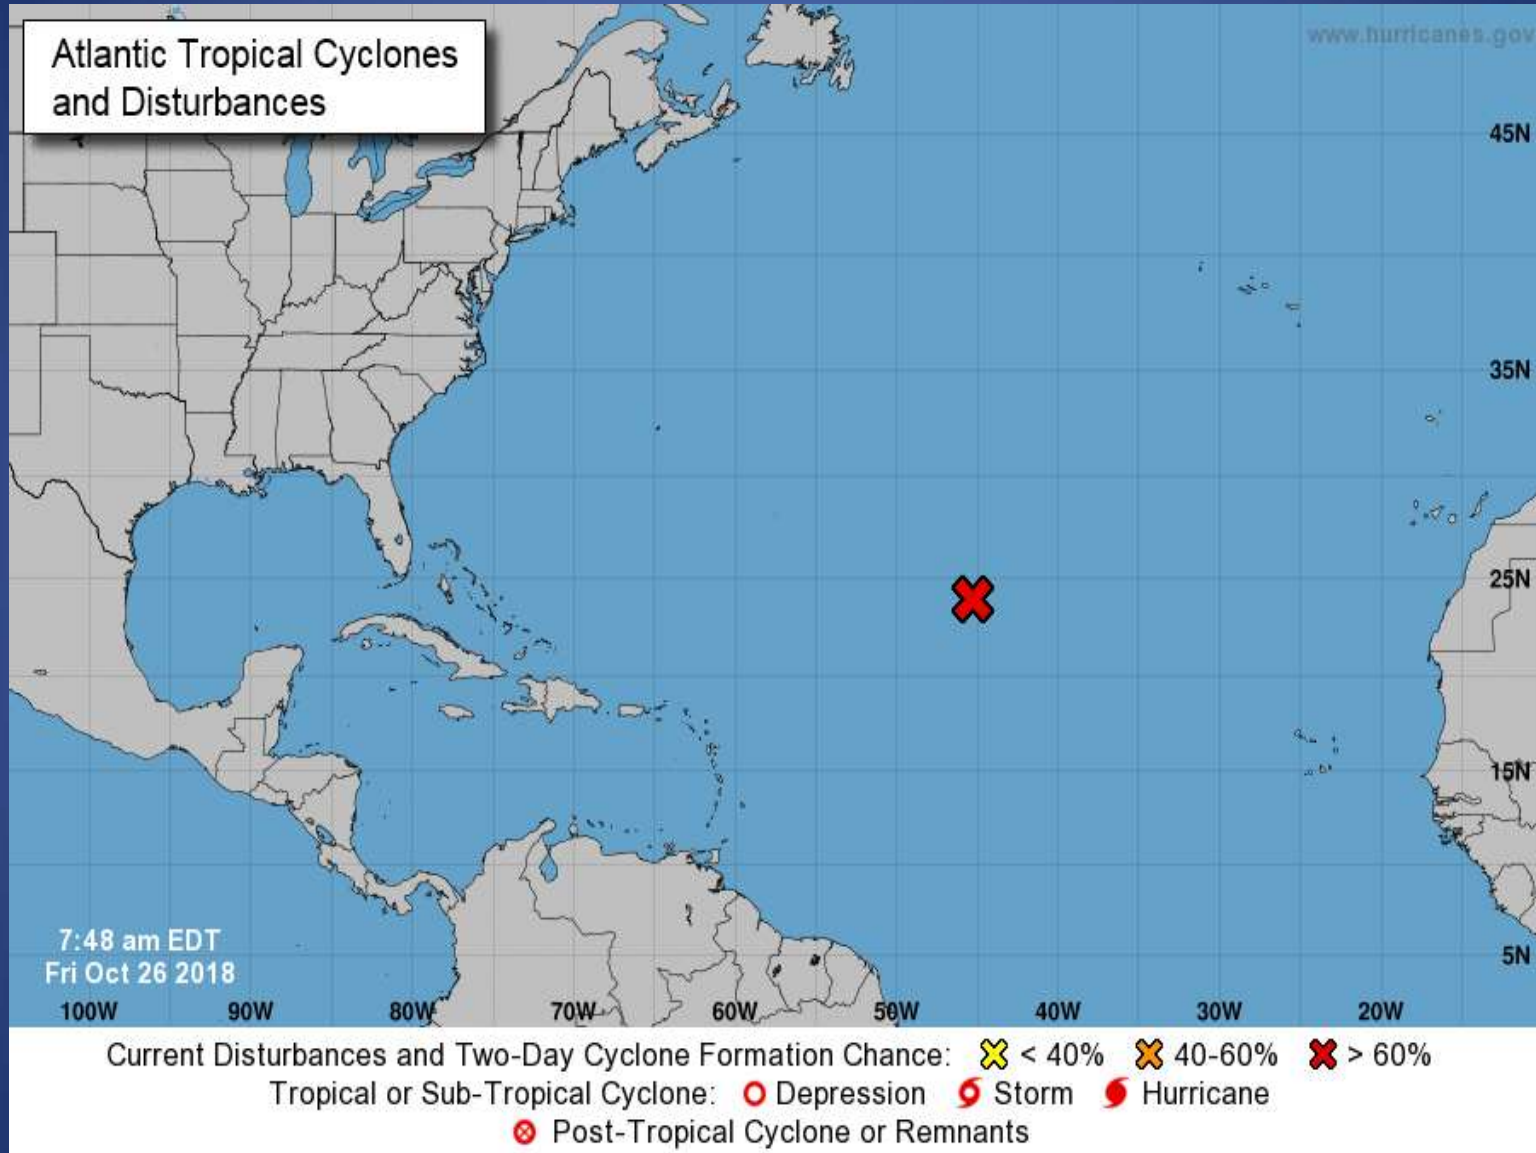 Atlantic Tropical Cyclones
and Disturbances
www.hurricanes.gov
45N
35N
25N
15N
5N
7:48 am EDT
Fri Oct 26 2018
100W 90W 80W 70W 60W 50W 40W 30W 20W
Current Disturbances and Two-Day Cyclone Formation Chance: < 40% 40-60% > 60%
Tropical or Sub-Tropical Cyclone: Depression Storm Hurricane
Post-Tropical Cyclone or Remnants